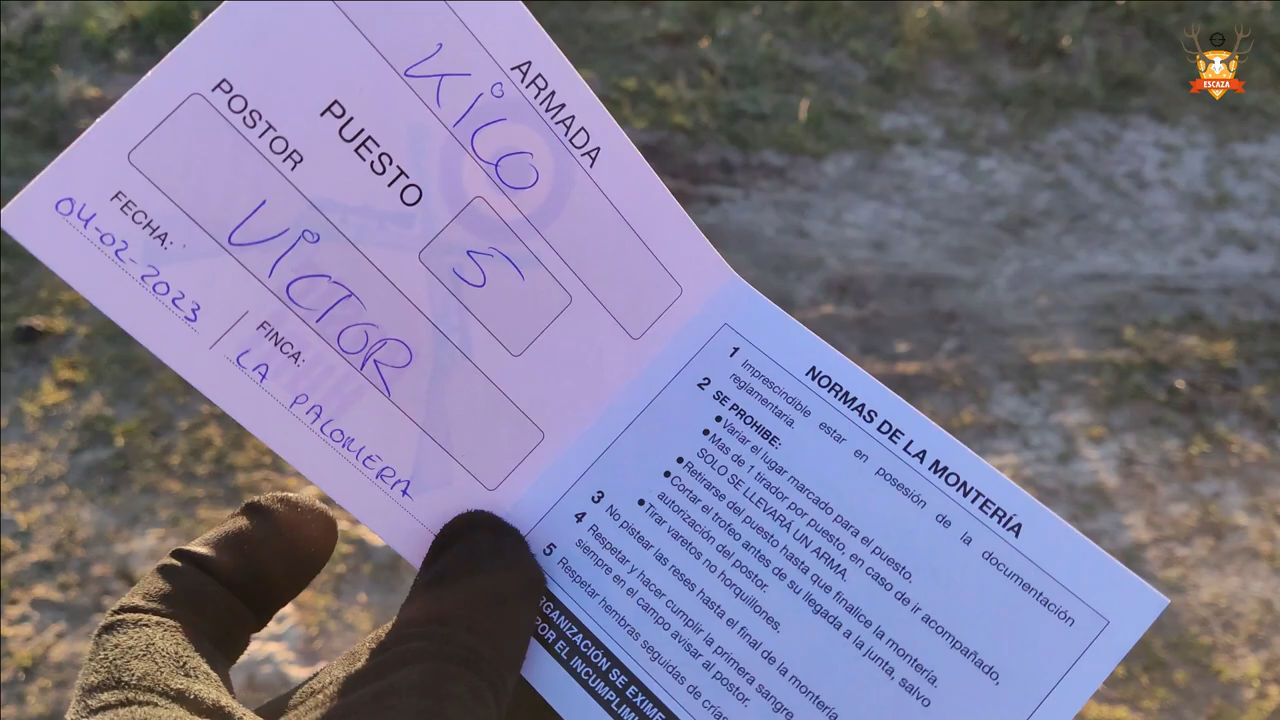 ARMADA
KICO
PUESTO
5
POSTOR
VICTOR
FECHA:
04-02-2023
FINCA:
LA PALOMERA
NORMAS DE LA MONTERÍA
1 Imprescindible estar en posesión de la documentación
reglamentaria.
2 SE PROHIBE:
●Variar el lugar marcado para el puesto.
●Mas de 1 tirador por puesto, en caso de ir acompañado,
SOLO SE LLEVARÁ UN ARMA.
●Retirarse del puesto hasta que finalice la montería.
●Cortar el trofeo antes de su llegada a la junta, salvo
autorización del postor.
●Tirar varetos no horquillones.
3 No pistear las reses hasta el final de la montería
4 Respetar y hacer cumplir la primera sangre
siempre en el campo avisar al postor.
5 Respetar hembras seguidas de crías
RGANIZACIÓN SE EXIME
POR EL INCUMPLIMI
ESCAZA